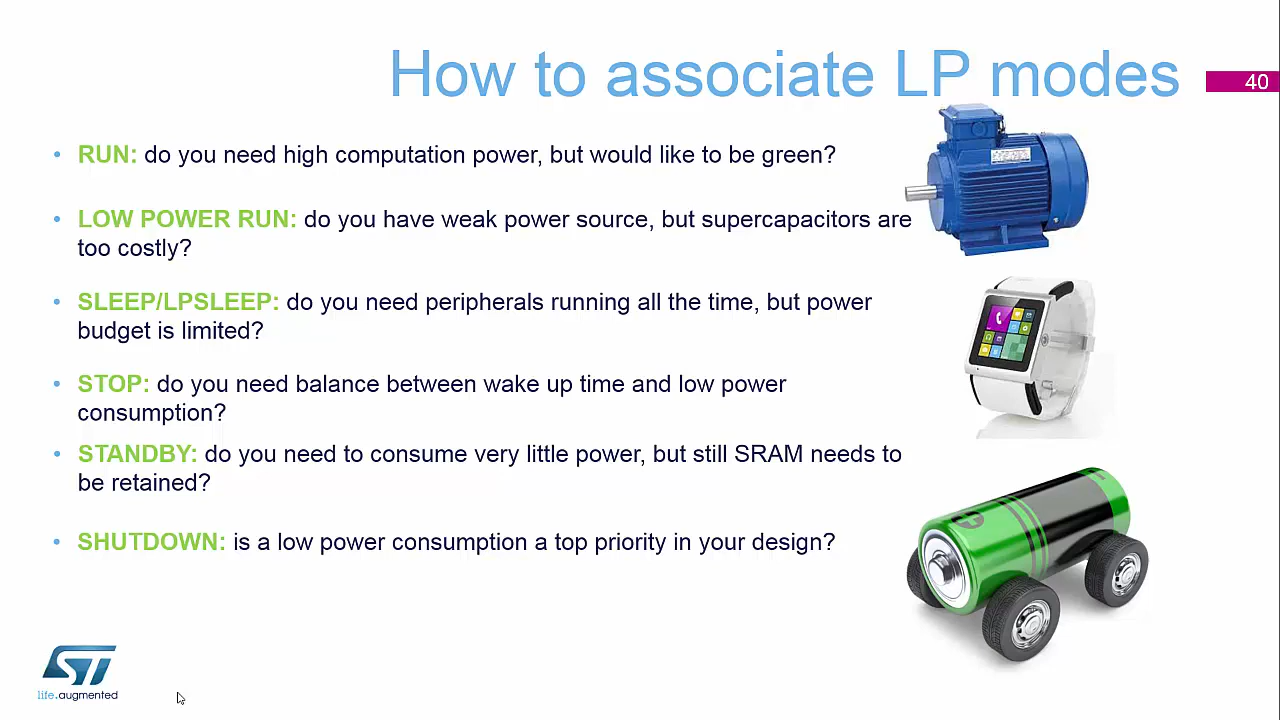 How to associate LP modes
40
• RUN: do you need high computation power, but would like to be green?
• LOW POWER RUN: do you have weak power source, but supercapacitors are
too costly?
• SLEEP/LPSLEEP: do you need peripherals running all the time, but power
budget is limited?
• STOP: do you need balance between wake up time and low power
consumption?
• STANDBY: do you need to consume very little power, but still SRAM needs to
be retained?
• SHUTDOWN: is a low power consumption a top priority in your design?
ST
life.augmented